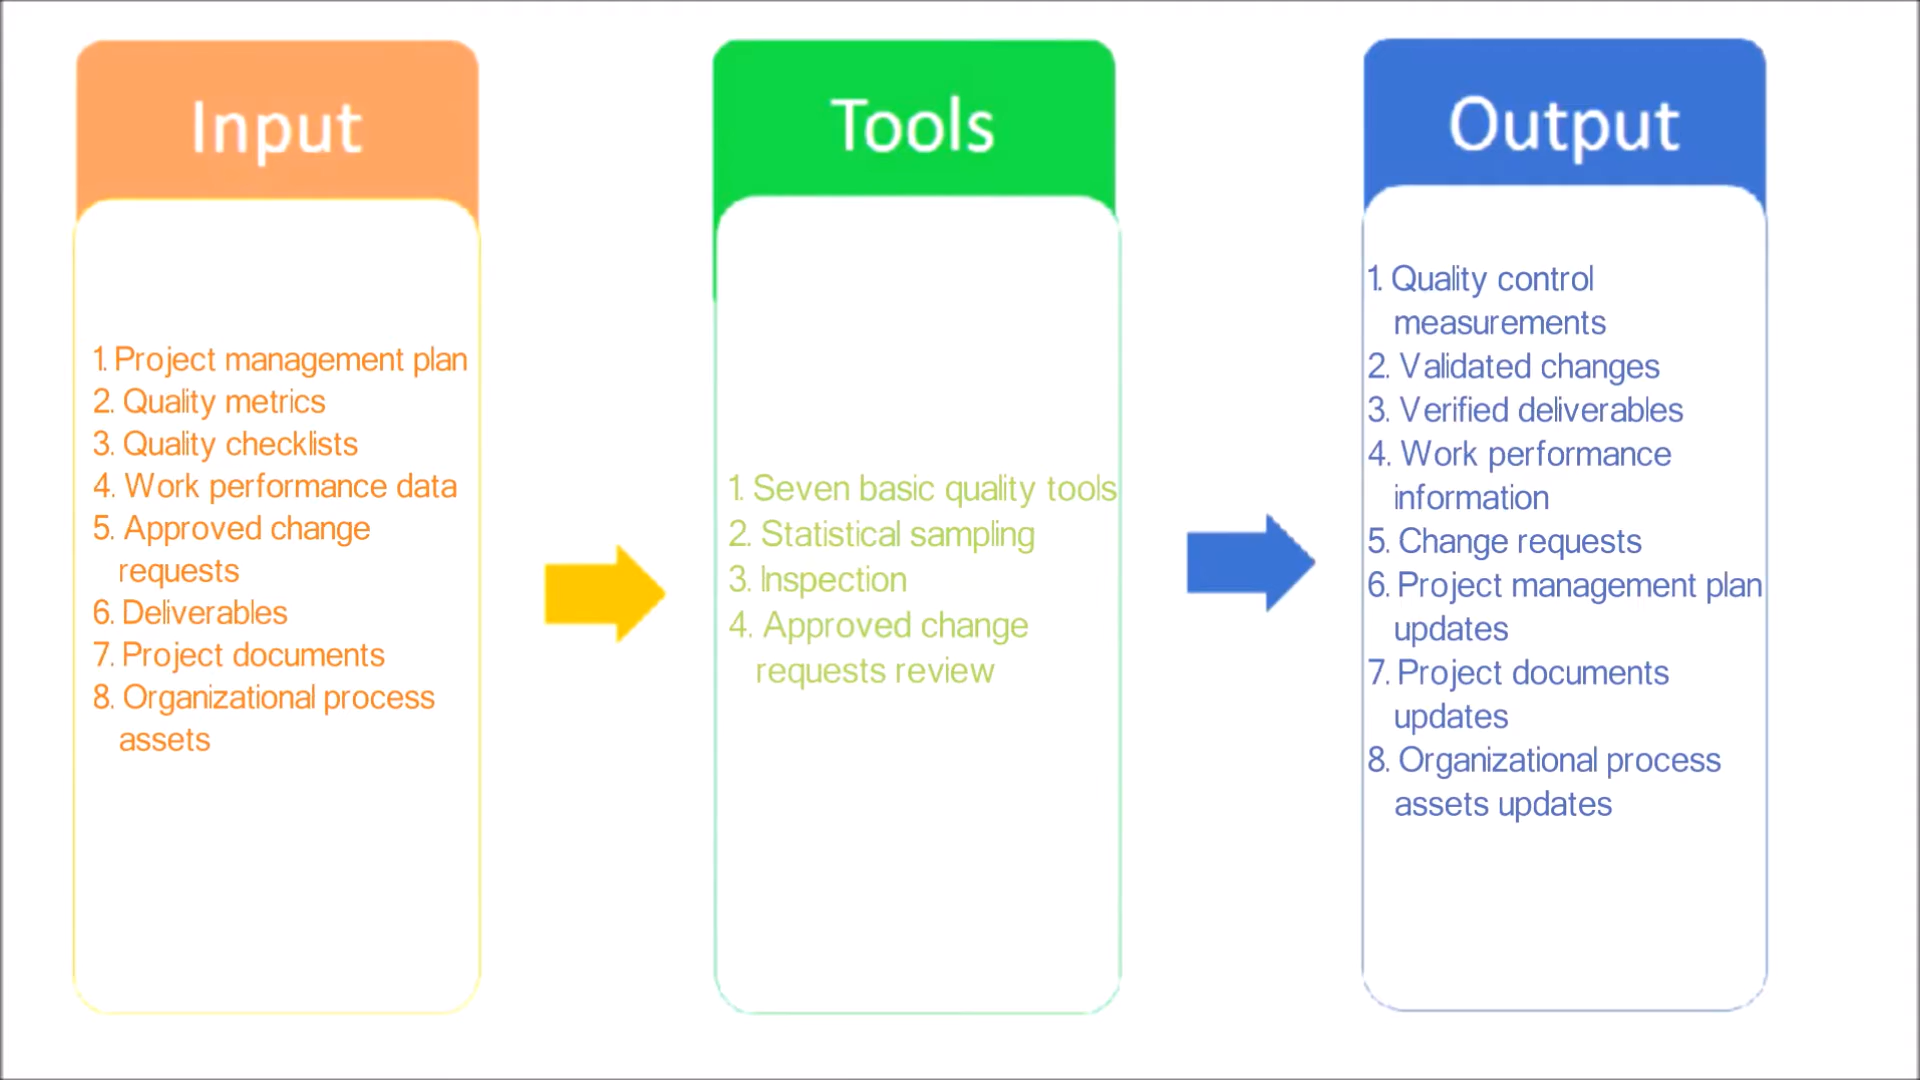 Input
1. Project management plan
2. Quality metrics
3. Quality checklists
4. Work performance data
5. Approved change
requests
6. Deliverables
7. Project documents
8. Organizational process
assets
Tools
1. Seven basic quality tools
2. Statistical sampling
3. Inspection
4. Approved change
requests review
Output
1. Quality control
measurements
2. Validated changes
3. Verified deliverables
4. Work performance
information
5. Change requests
6. Project management plan
updates
7. Project documents
updates
8. Organizational process
assets updates